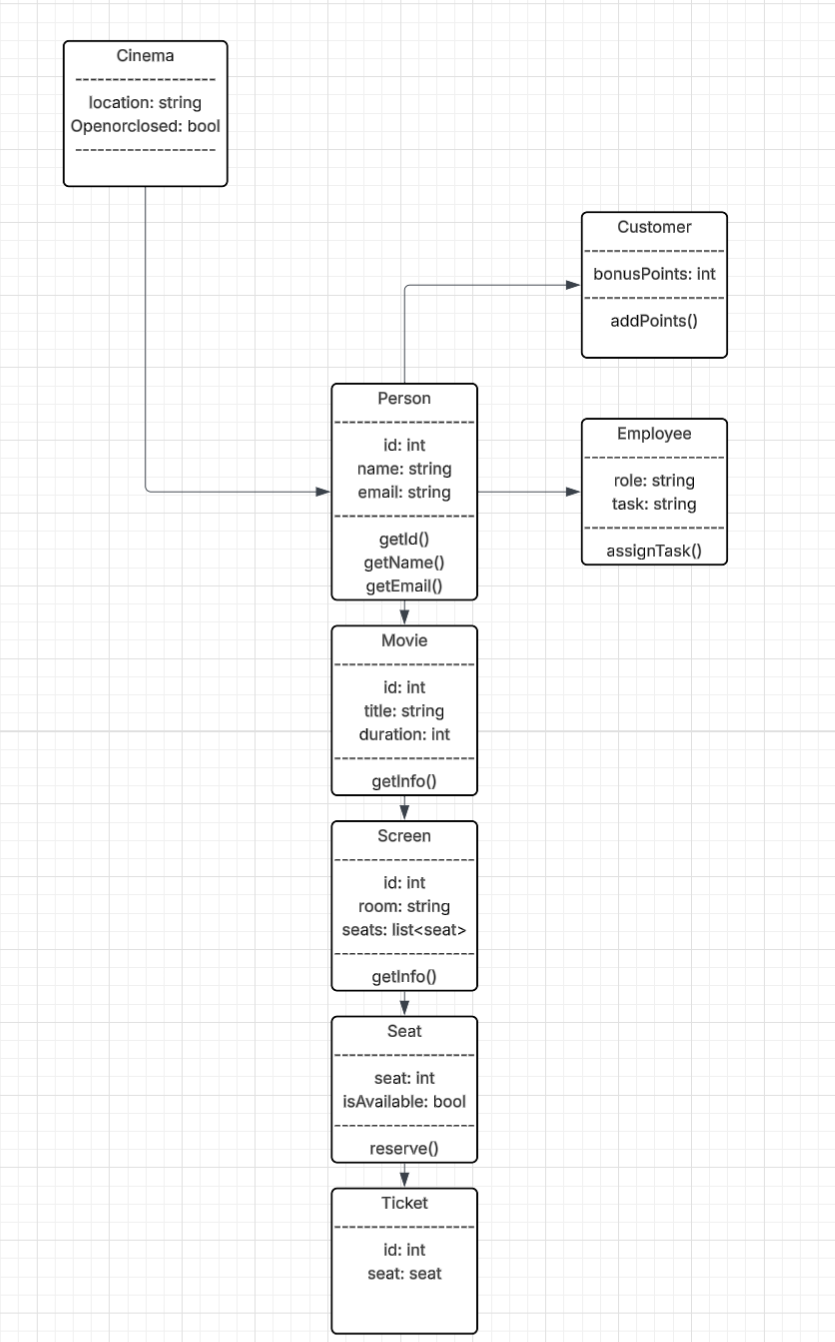 Cinema
--------------------
location: string
Openorclosed: bool
--------------------
Customer
--------------------
bonusPoints: int
--------------------
addPoints()
Person
--------------------
id: int
name: string
email: string
--------------------
getId()
getName()
getEmail()
Employee
--------------------
role: string
task: string
--------------------
assignTask()
Movie
--------------------
id: int
title: string
duration: int
--------------------
getInfo()
Screen
--------------------
id: int
room: string
seats: list<seat>
--------------------
getInfo()
Seat
--------------------
seat: int
isAvailable: bool
--------------------
reserve()
Ticket
--------------------
id: int
seat: seat